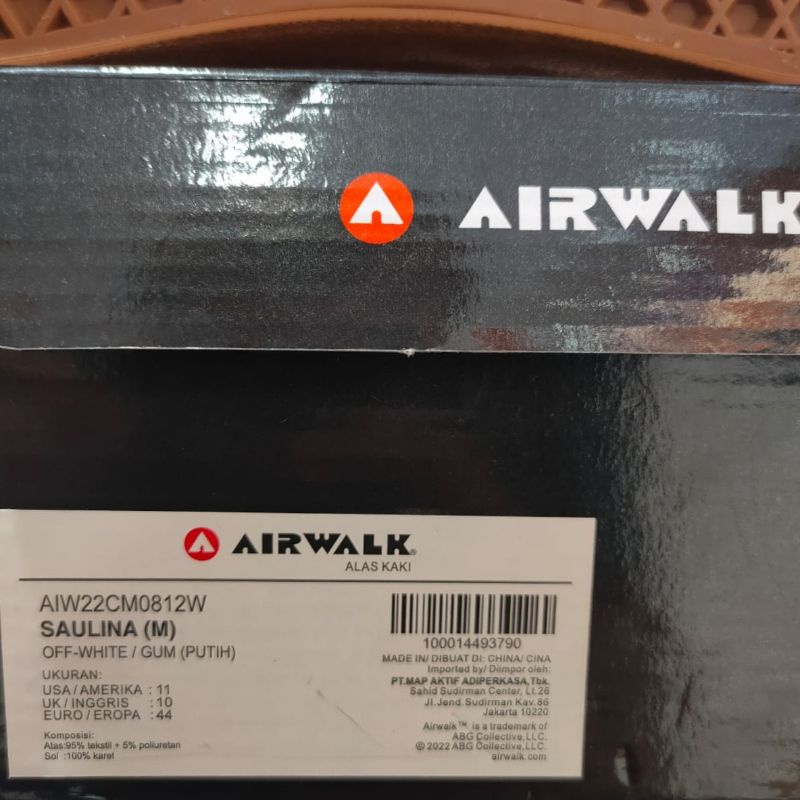 AIRWALK
AIRWALK®
ALAS KAKI
AIW22CM0812W
SAULINA (M)
OFF-WHITE / GUM (PUTIH)
UKURAN:
USA / AMERIKA : 11
UK / INGGRIS : 10
EURO / EROPA : 44
Komposisi:
Atas:95% tekstil + 5% poliuretan
Sol :100% karet
100014493790
MADE IN/ DIBUAT DI: CHINA/ CINA
Imported by/ Diimpor oleh:
PT.MAP AKTIF ADIPERKASA,Tbk.
Sahid Sudirman Center, Lt.26
Jl.Jend.Sudirman Kav.86
Jakarta 10220
Airwalk™ is a trademark of
ABG Collective,LLC.
© 2022 ABG Collective,LLC.
airwalk.com